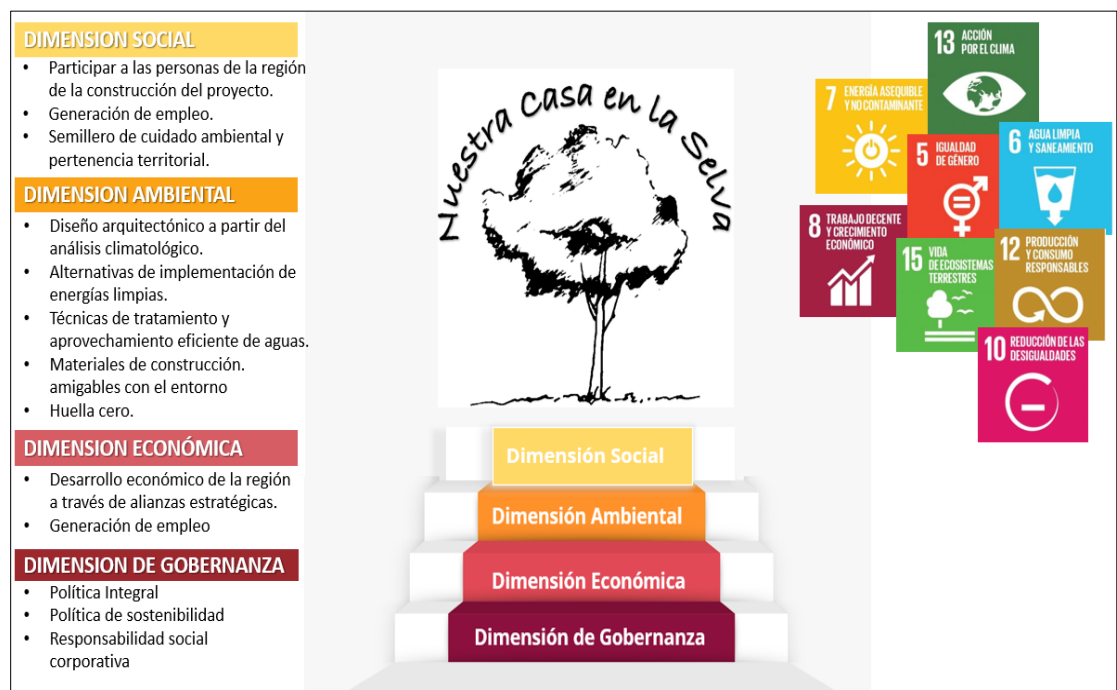 DIMENSION SOCIAL
• Participar a las personas de la región
de la construcción del proyecto.
• Generación de empleo.
• Semillero de cuidado ambiental y
pertenencia territorial.
DIMENSION AMBIENTAL
• Diseño arquitectónico a partir del
análisis climatológico.
• Alternativas de implementación de
energías limpias.
• Técnicas de tratamiento y
aprovechamiento eficiente de aguas.
• Materiales de construcción.
amigables con el entorno
• Huella cero.
DIMENSION ECONÓMICA
• Desarrollo económico de la región
a través de alianzas estratégicas.
• Generación de empleo
DIMENSION DE GOBERNANZA
• Política Integral
• Política de sostenibilidad
• Responsabilidad social
corporativa
Nuestra Casa en la Selva
Dimensión Social
Dimensión Ambiental
Dimensión Económica
Dimensión de Gobernanza
13 ACCIÓN
POR EL CLIMA
7 ENERGÍA ASEQUIBLE
Y NO CONTAMINANTE
5 IGUALDAD
DE GÉNERO
6 AGUA LIMPIA
Y SANEAMIENTO
8 TRABAJO DECENTE
Y CRECIMIENTO
ECONÓMICO
15 VIDA
DE ECOSISTEMAS
TERRESTRES
12 PRODUCCIÓN
Y CONSUMO
RESPONSABLES
10 REDUCCIÓN DE LAS
DESIGUALDADES